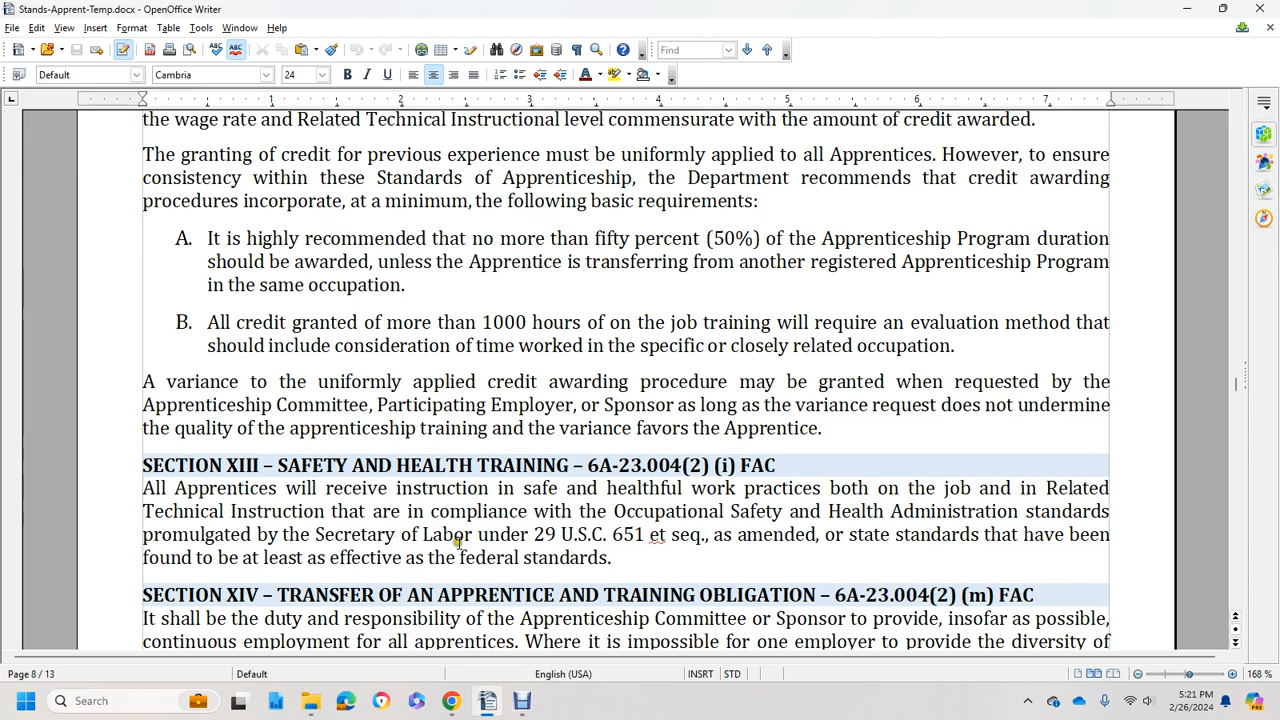 Stands-Apprent-Temp.docx - OpenOffice Writer
File Edit View Insert Format Table Tools Window Help
Find
Default Cambria 24
1 2 3 4 5 6 7
the wage rate and Related Technical Instructional level commensurate with the amount of credit awarded.
The granting of credit for previous experience must be uniformly applied to all Apprentices. However, to ensure
consistency within these Standards of Apprenticeship, the Department recommends that credit awarding
procedures incorporate, at a minimum, the following basic requirements:
A. It is highly recommended that no more than fifty percent (50%) of the Apprenticeship Program duration
should be awarded, unless the Apprentice is transferring from another registered Apprenticeship Program
in the same occupation.
B. All credit granted of more than 1000 hours of on the job training will require an evaluation method that
should include consideration of time worked in the specific or closely related occupation.
A variance to the uniformly applied credit awarding procedure may be granted when requested by the
Apprenticeship Committee, Participating Employer, or Sponsor as long as the variance request does not undermine
the quality of the apprenticeship training and the variance favors the Apprentice.
SECTION XIII – SAFETY AND HEALTH TRAINING – 6A-23.004(2) (i) FAC
All Apprentices will receive instruction in safe and healthful work practices both on the job and in Related
Technical Instruction that are in compliance with the Occupational Safety and Health Administration standards
promulgated by the Secretary of Labor under 29 U.S.C. 651 et seq., as amended, or state standards that have been
found to be at least as effective as the federal standards.
SECTION XIV – TRANSFER OF AN APPRENTICE AND TRAINING OBLIGATION – 6A-23.004(2) (m) FAC
It shall be the duty and responsibility of the Apprenticeship Committee or Sponsor to provide, insofar as possible,
continuous employment for all apprentices. Where it is impossible for one employer to provide the diversity of
Page 8 / 13 Default English (USA) INSRT STD 168 %
Search
5:21 PM
2/26/2024